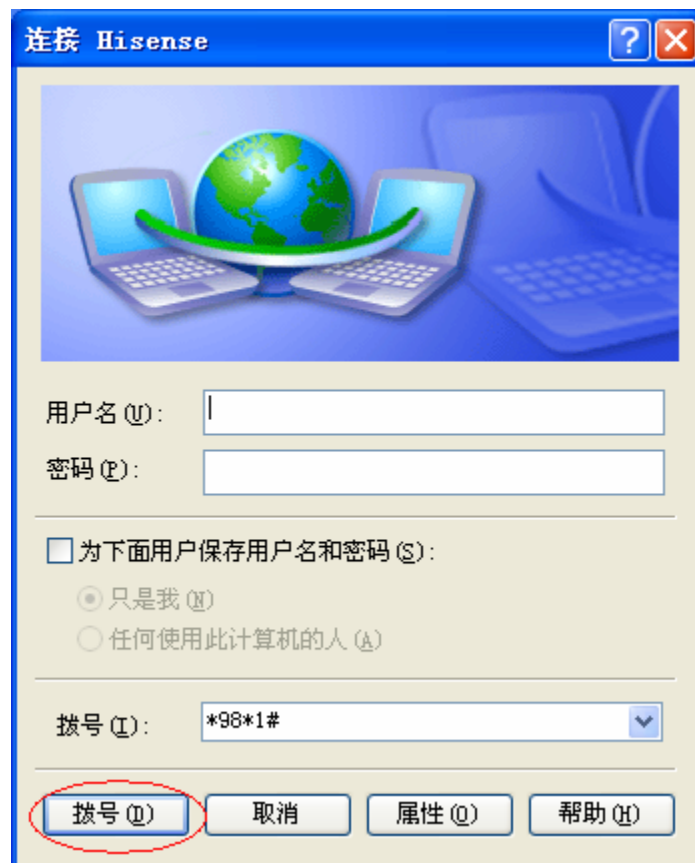 连接 Hisense
用户名(U):
密码(P):
为下面用户保存用户名和密码(S):
只是我(N)
任何使用此计算机的人(A)
拨号(I): *98*1#
拨号(D) 取消 属性(O) 帮助(H)